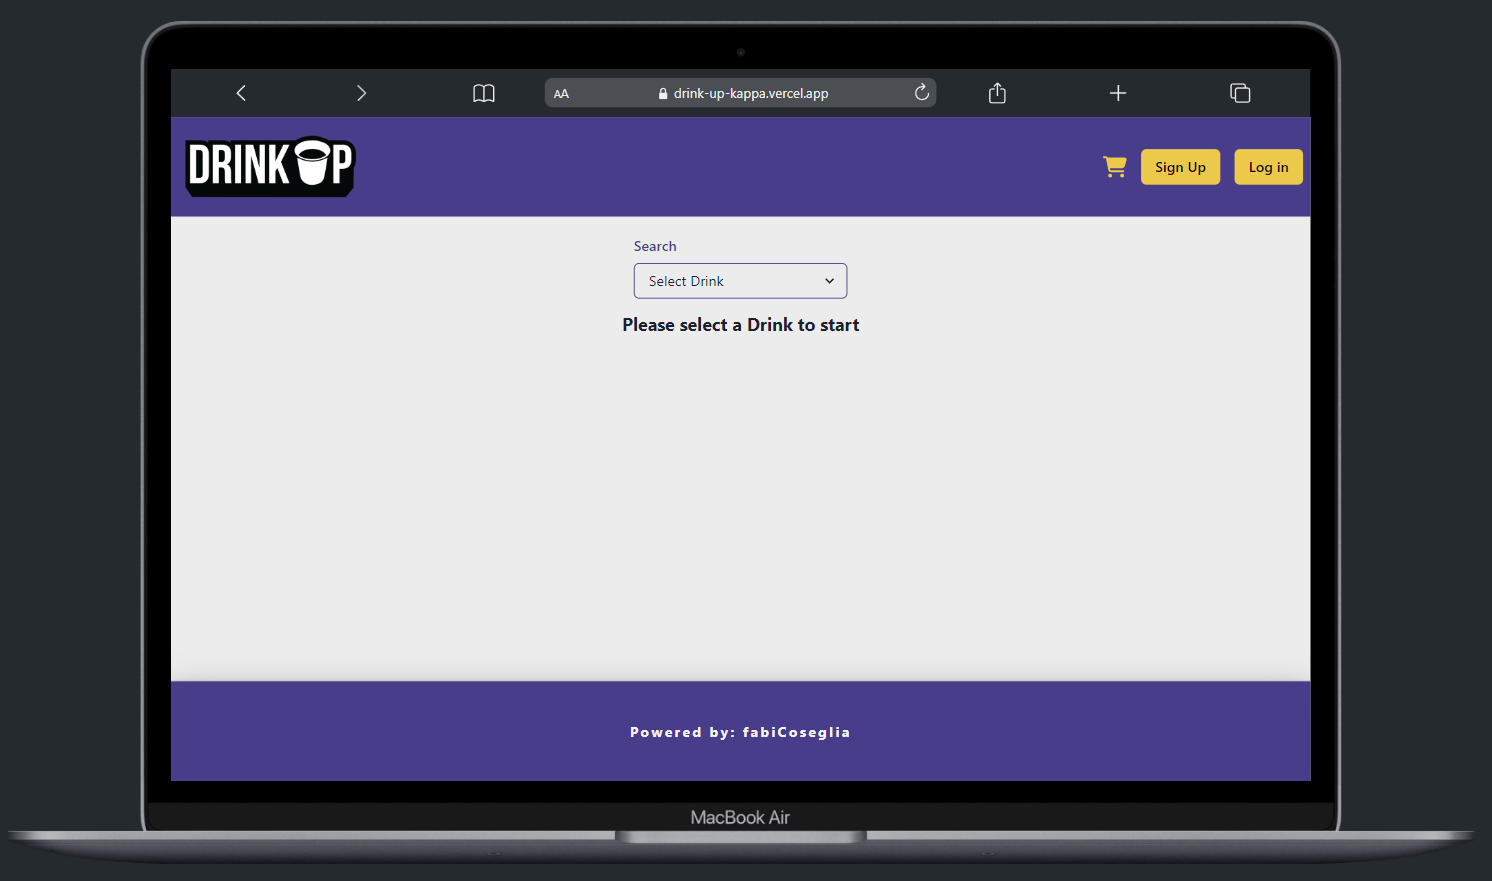 AA
drink-up-kappa.vercel.app
DRINK UP
Sign Up
Log in
Search
Select Drink
Please select a Drink to start
Powered by: fabiCoseglia
MacBook Air